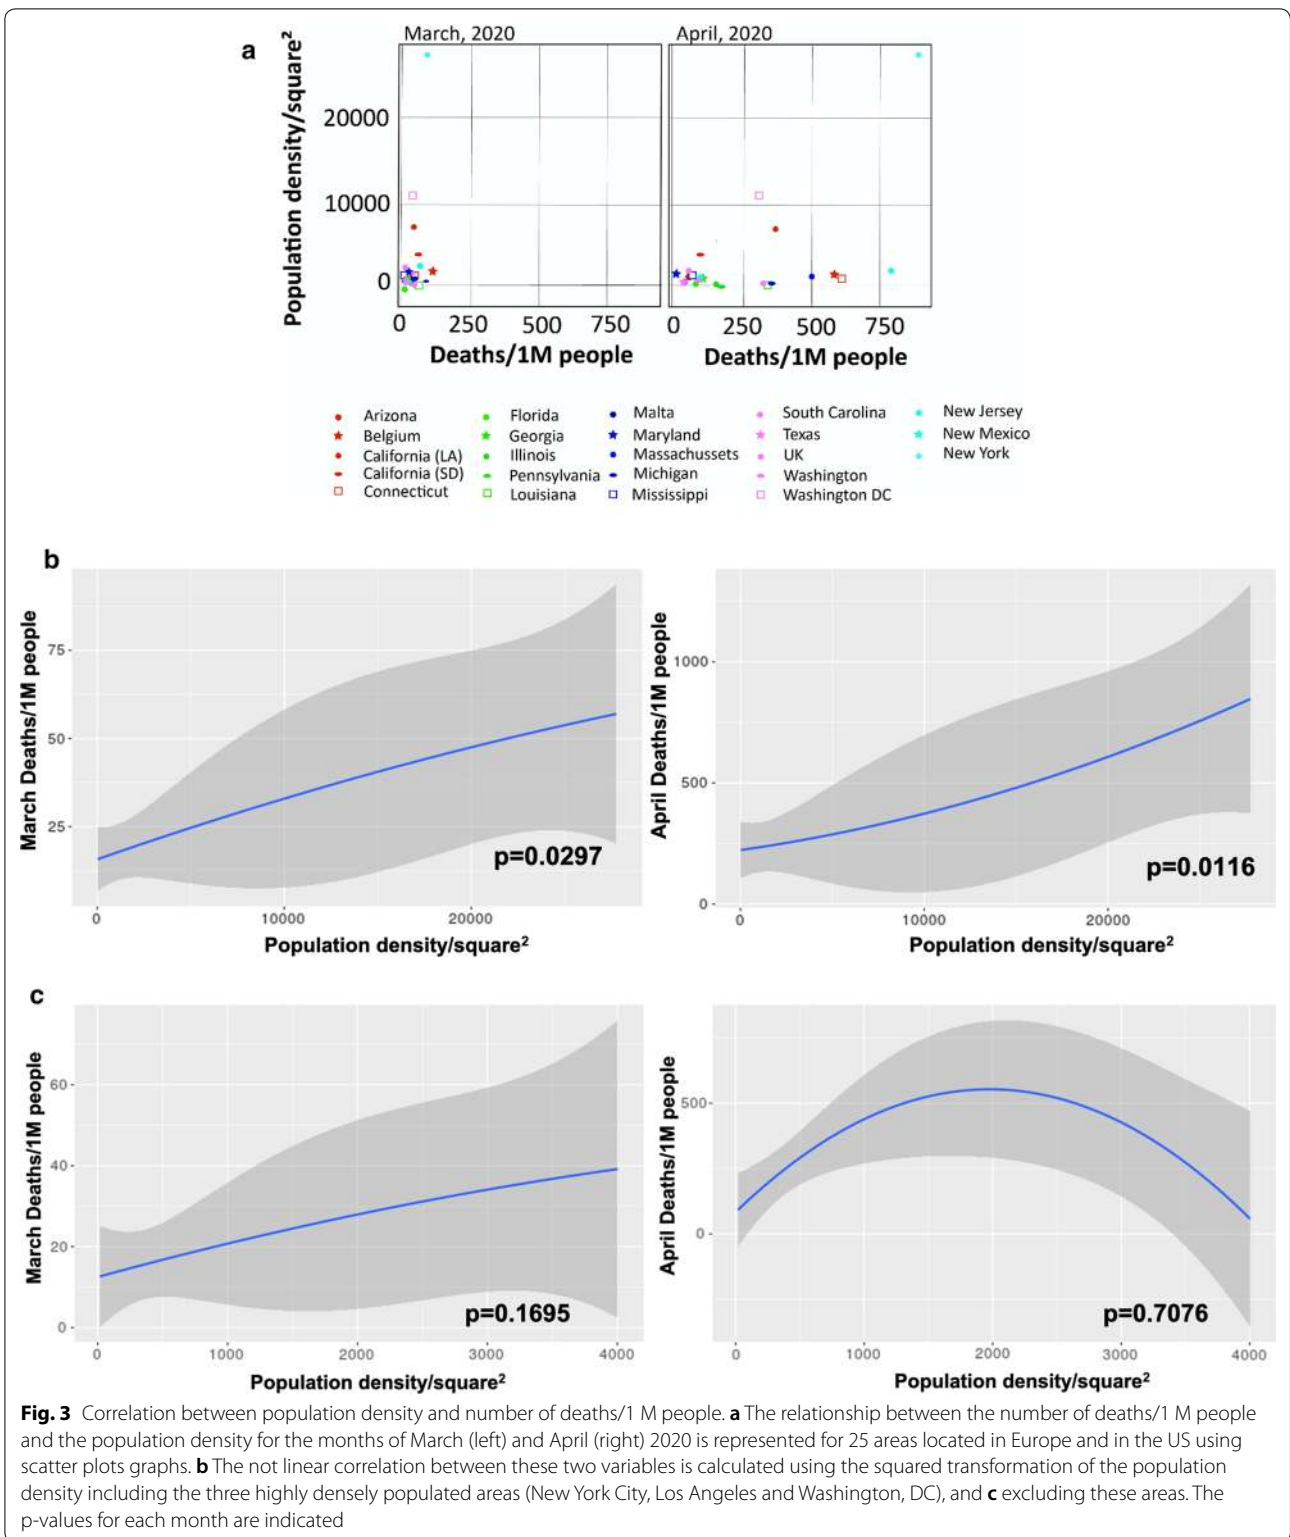 a
March, 2020
April, 2020
Population density/square²
20000
10000
0
0 250 500 750
0 250 500 750
Deaths/1M people
Deaths/1M people
Arizona
Belgium
California (LA)
California (SD)
Connecticut
Florida
Georgia
Illinois
Pennsylvania
Louisiana
Malta
Maryland
Massachussets
Michigan
Mississippi
South Carolina
Texas
UK
Washington
Washington DC
New Jersey
New Mexico
New York
b
March Deaths/1M people
75
50
25
p=0.0297
0 10000 20000
Population density/square²
April Deaths/1M people
1000
500
0
p=0.0116
0 10000 20000
Population density/square²
c
March Deaths/1M people
60
40
20
0
p=0.1695
0 1000 2000 3000 4000
Population density/square²
April Deaths/1M people
500
0
p=0.7076
0 1000 2000 3000 4000
Population density/square²
Fig. 3 Correlation between population density and number of deaths/1 M people. a The relationship between the number of deaths/1 M people
and the population density for the months of March (left) and April (right) 2020 is represented for 25 areas located in Europe and in the US using
scatter plots graphs. b The not linear correlation between these two variables is calculated using the squared transformation of the population
density including the three highly densely populated areas (New York City, Los Angeles and Washington, DC), and c excluding these areas. The
p-values for each month are indicated